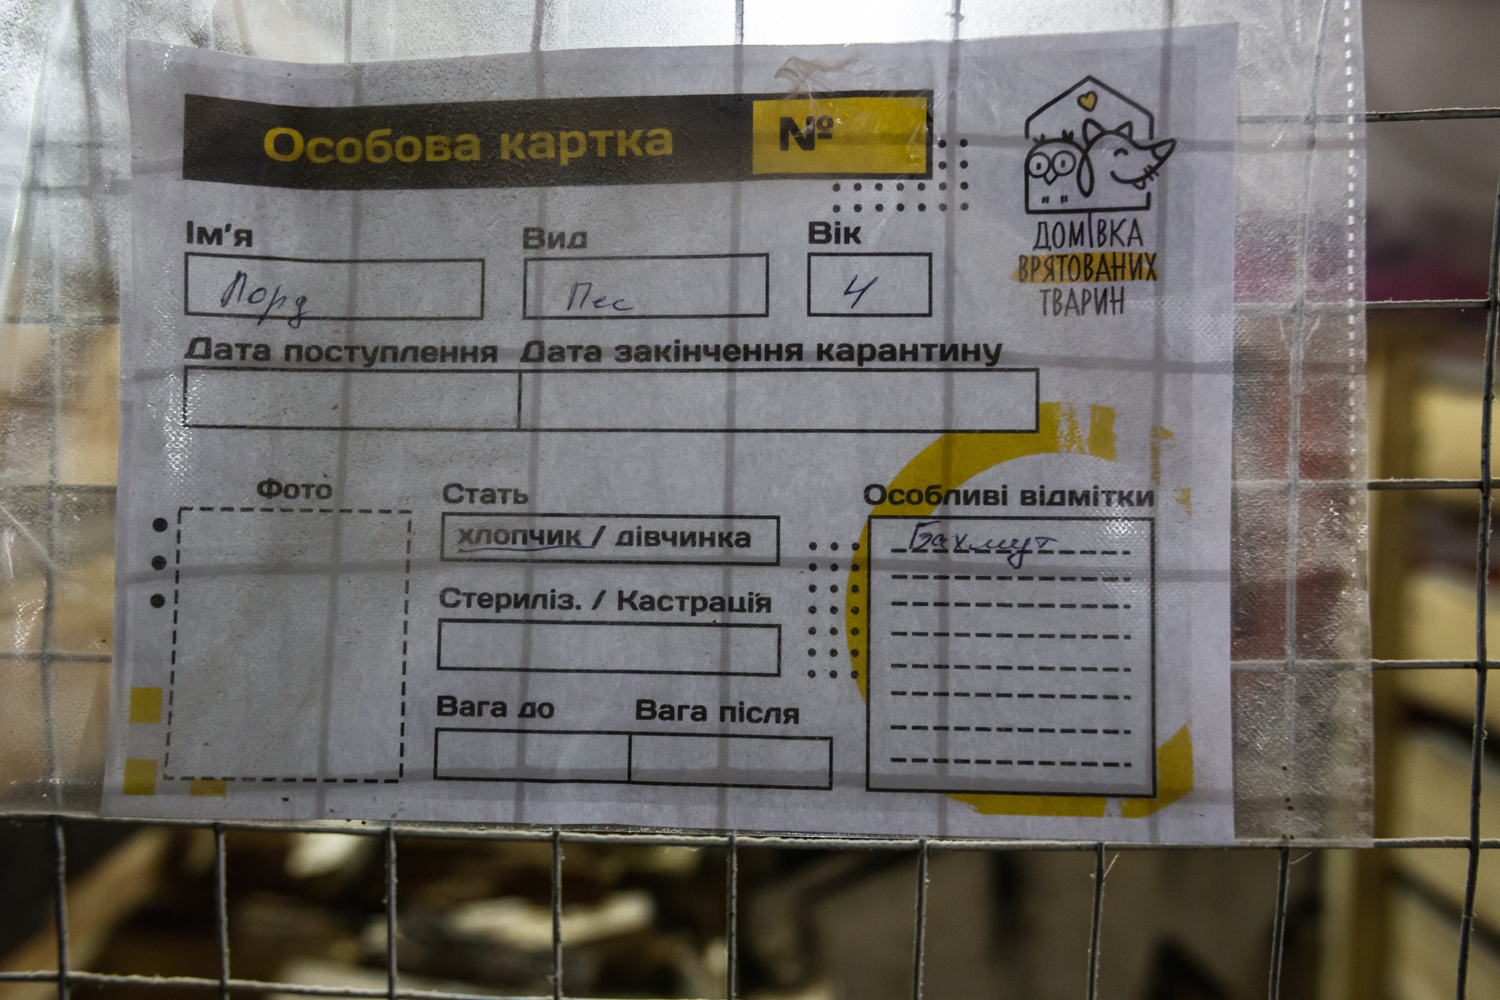 Особова картка №
ДОМІВКА
ВРЯТОВАНИХ
ТВАРИН
Ім'я Вид Вік
Лорд Пес 4
Дата поступлення Дата закінчення карантину
Фото Стать Особливі відмітки
хлопчик / дівчинка Бахмут
Стериліз. / Кастрація
Вага до Вага після